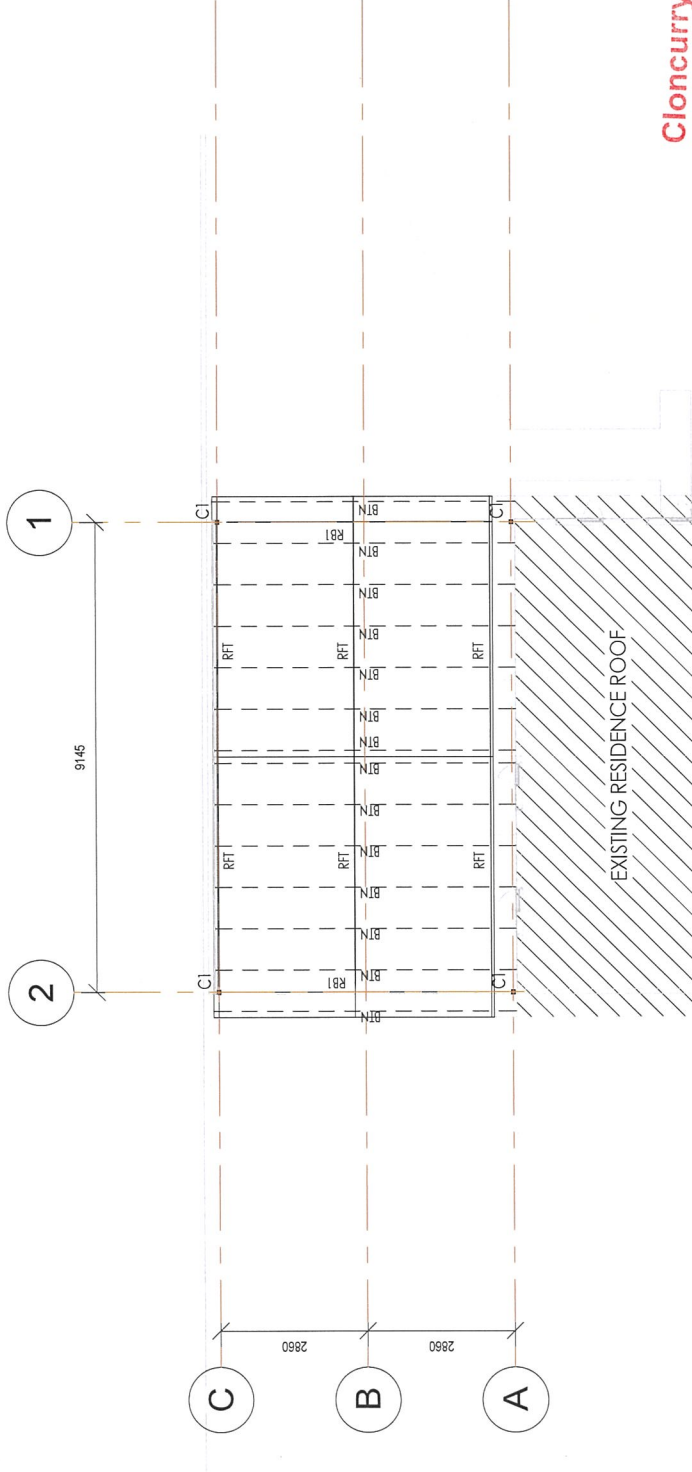 1
2
9145
C1
C1
C1
C1
RB1
RB1
RFT
RFT
RFT
RFT
RFT
RFT
BTN
BTN
BTN
BTN
BTN
BTN
BTN
BTN
BTN
BTN
BTN
BTN
BTN
BTN
C
2860
B
2860
A
EXISTING RESIDENCE ROOF
Cloncurry